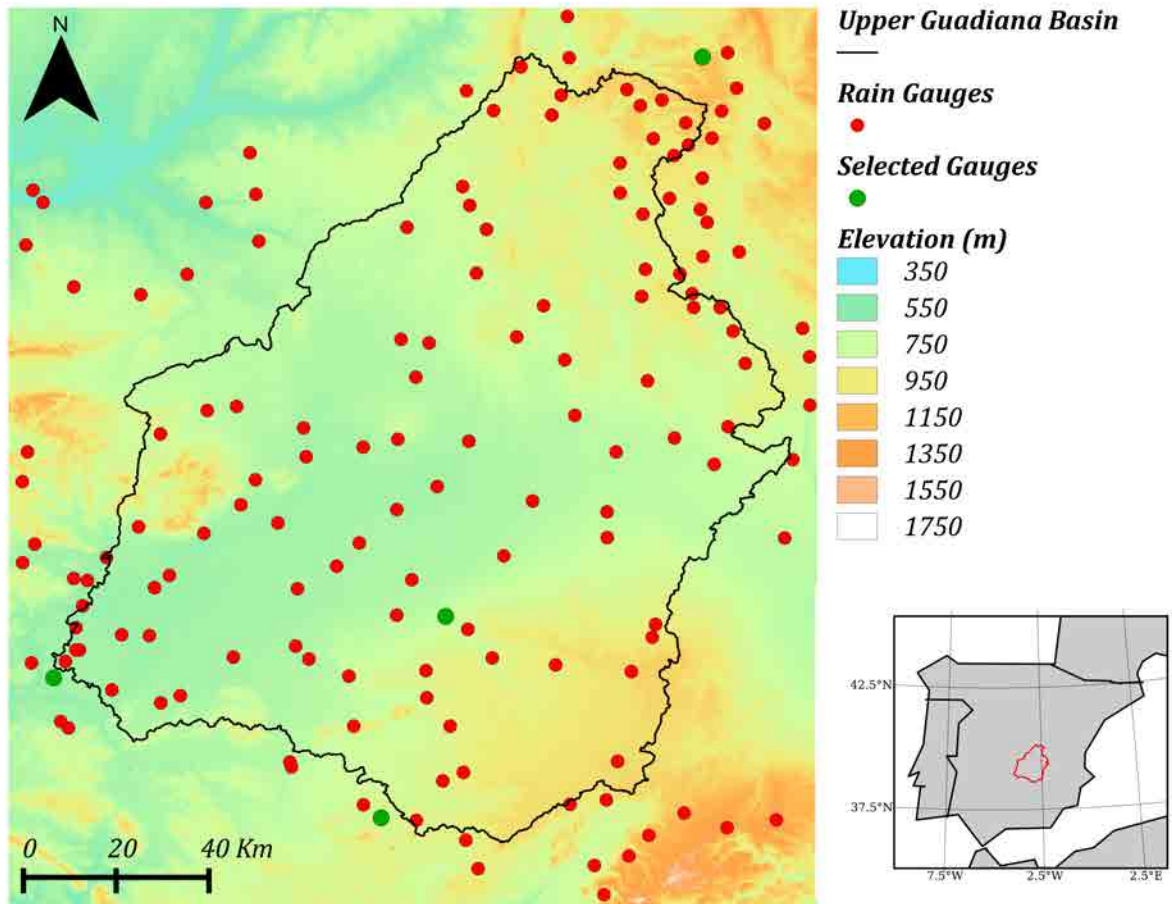 N
0 20 40 Km
Upper Guadiana Basin
Rain Gauges
Selected Gauges
Elevation (m)
350
550
750
950
1150
1350
1550
1750
42.5°N
37.5°N
7.5°W 2.5°W 2.5°E